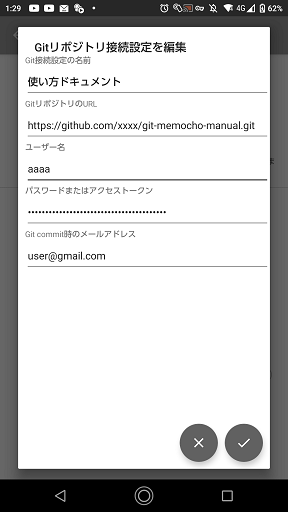 1:29 4G 62%
Gitリポジトリ接続設定を編集
Git接続設定の名前
使い方ドキュメント
GitリポジトリのURL
https://github.com/xxxx/git-memocho-manual.git
ユーザー名
aaaa
パスワードまたはアクセストークン
••••••••••••••••••••••••••••••••••••••••
Git commit時のメールアドレス
user@gmail.com